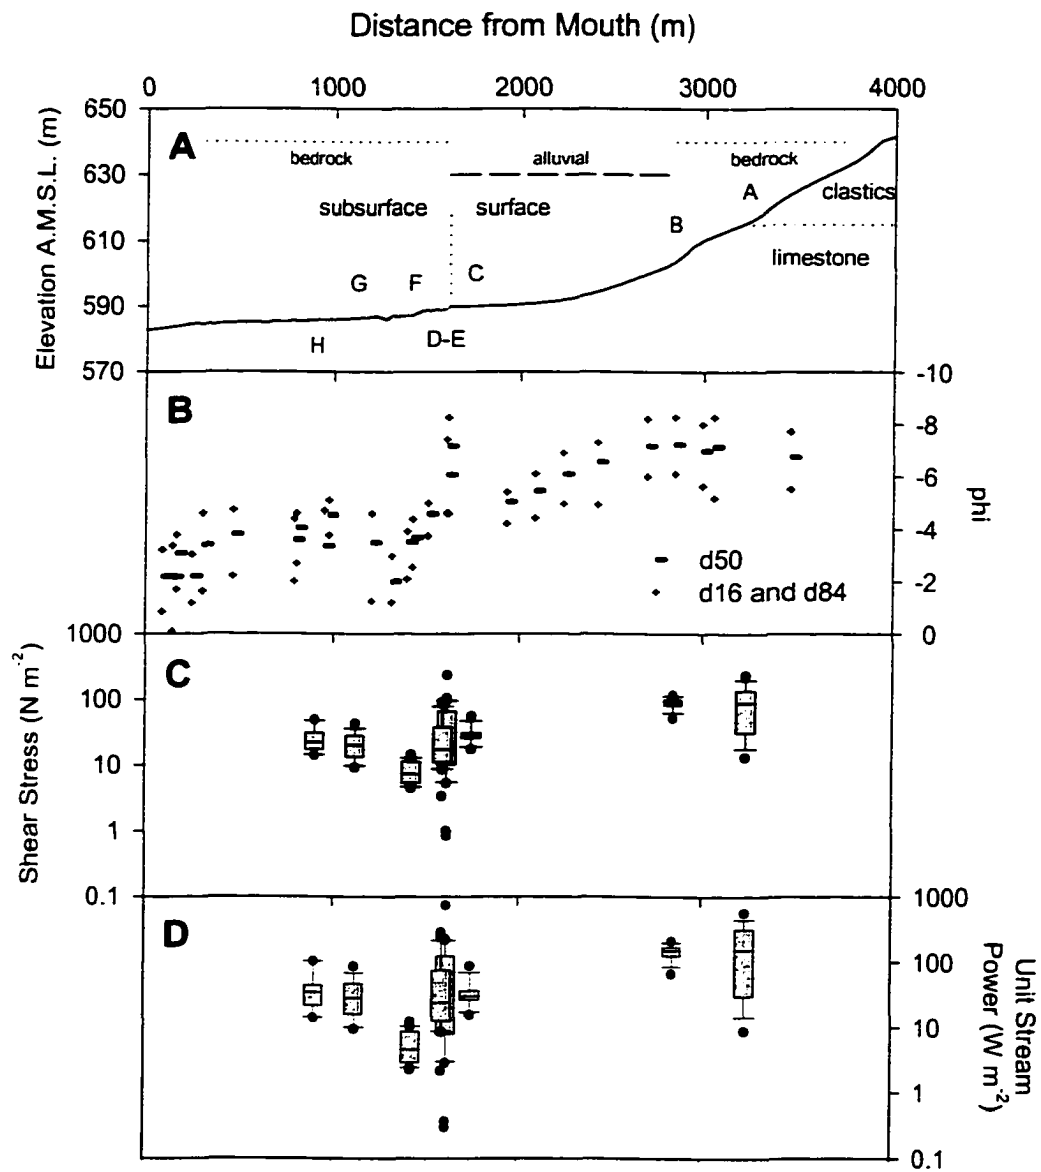 Distance from Mouth (m)
0 1000 2000 3000 4000
Elevation A.M.S.L. (m)
650
630
610
590
570
A
bedrock alluvial bedrock
A
clastics
subsurface surface
B
limestone
G F C
H D-E
B
-10
-8
-6
-4
-2
0
phi
d50
d16 and d84
Shear Stress (N m-2)
1000
100
10
1
0.1
C
D
1000
100
10
1
0.1
Unit Stream
Power (W m-2)